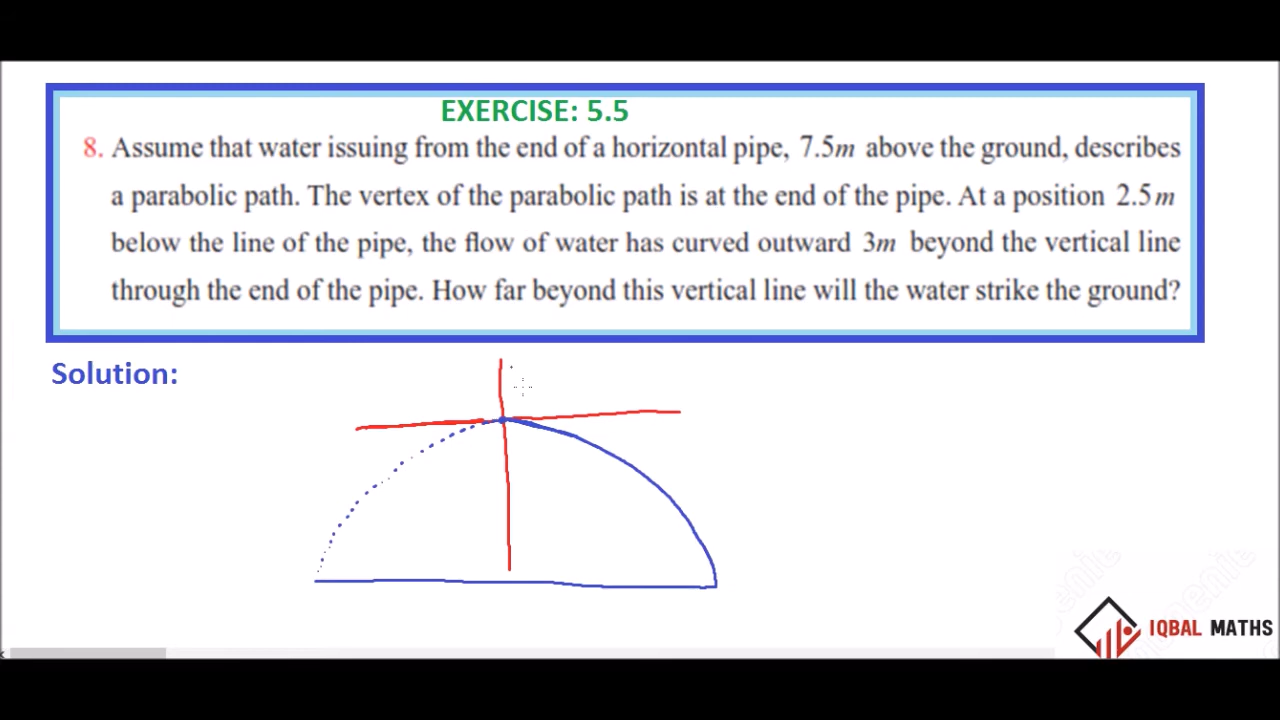 EXERCISE: 5.5
8. Assume that water issuing from the end of a horizontal pipe, 7.5m above the ground, describes
a parabolic path. The vertex of the parabolic path is at the end of the pipe. At a position 2.5m
below the line of the pipe, the flow of water has curved outward 3m beyond the vertical line
through the end of the pipe. How far beyond this vertical line will the water strike the ground?
Solution:
IQBAL MATHS